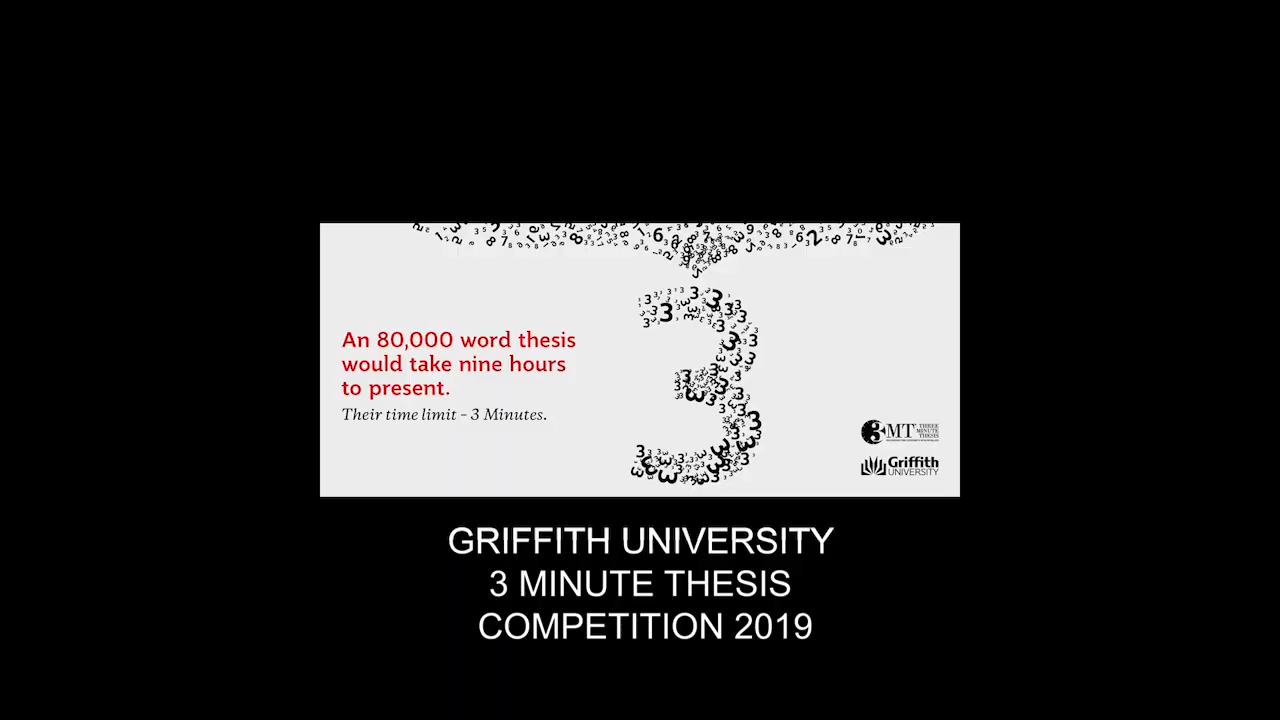 An 80,000 word thesis
would take nine hours
to present.
Their time limit - 3 Minutes.
3MT THREE MINUTE THESIS
Griffith
UNIVERSITY
GRIFFITH UNIVERSITY
3 MINUTE THESIS
COMPETITION 2019